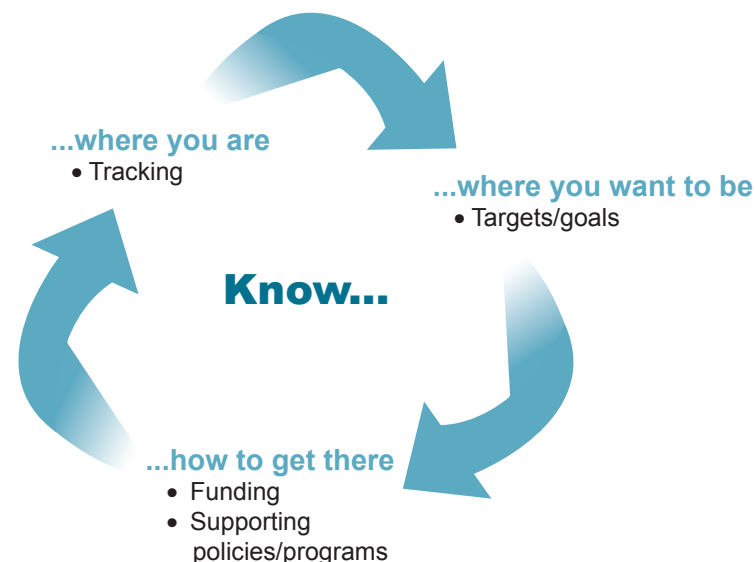 ...where you are
• Tracking
...where you want to be
• Targets/goals
Know...
...how to get there
• Funding
• Supporting
policies/programs